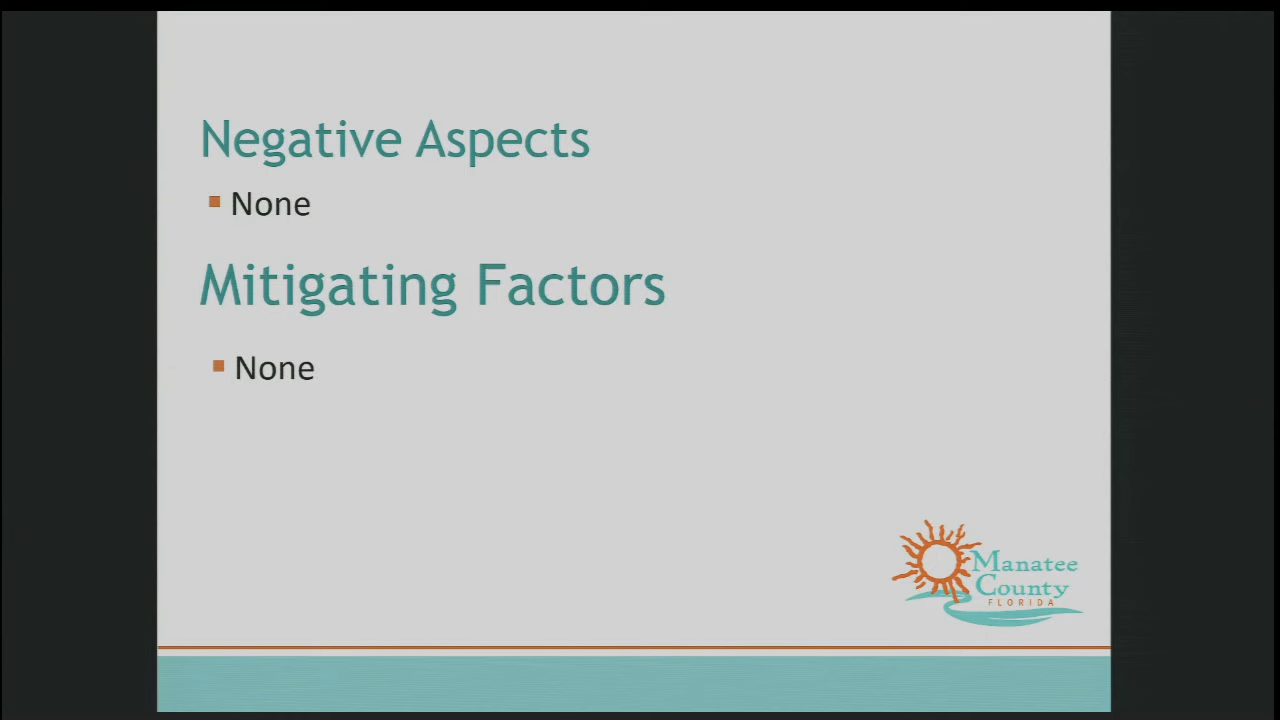 Negative Aspects
None
Mitigating Factors
None
Manatee
County
FLORIDA